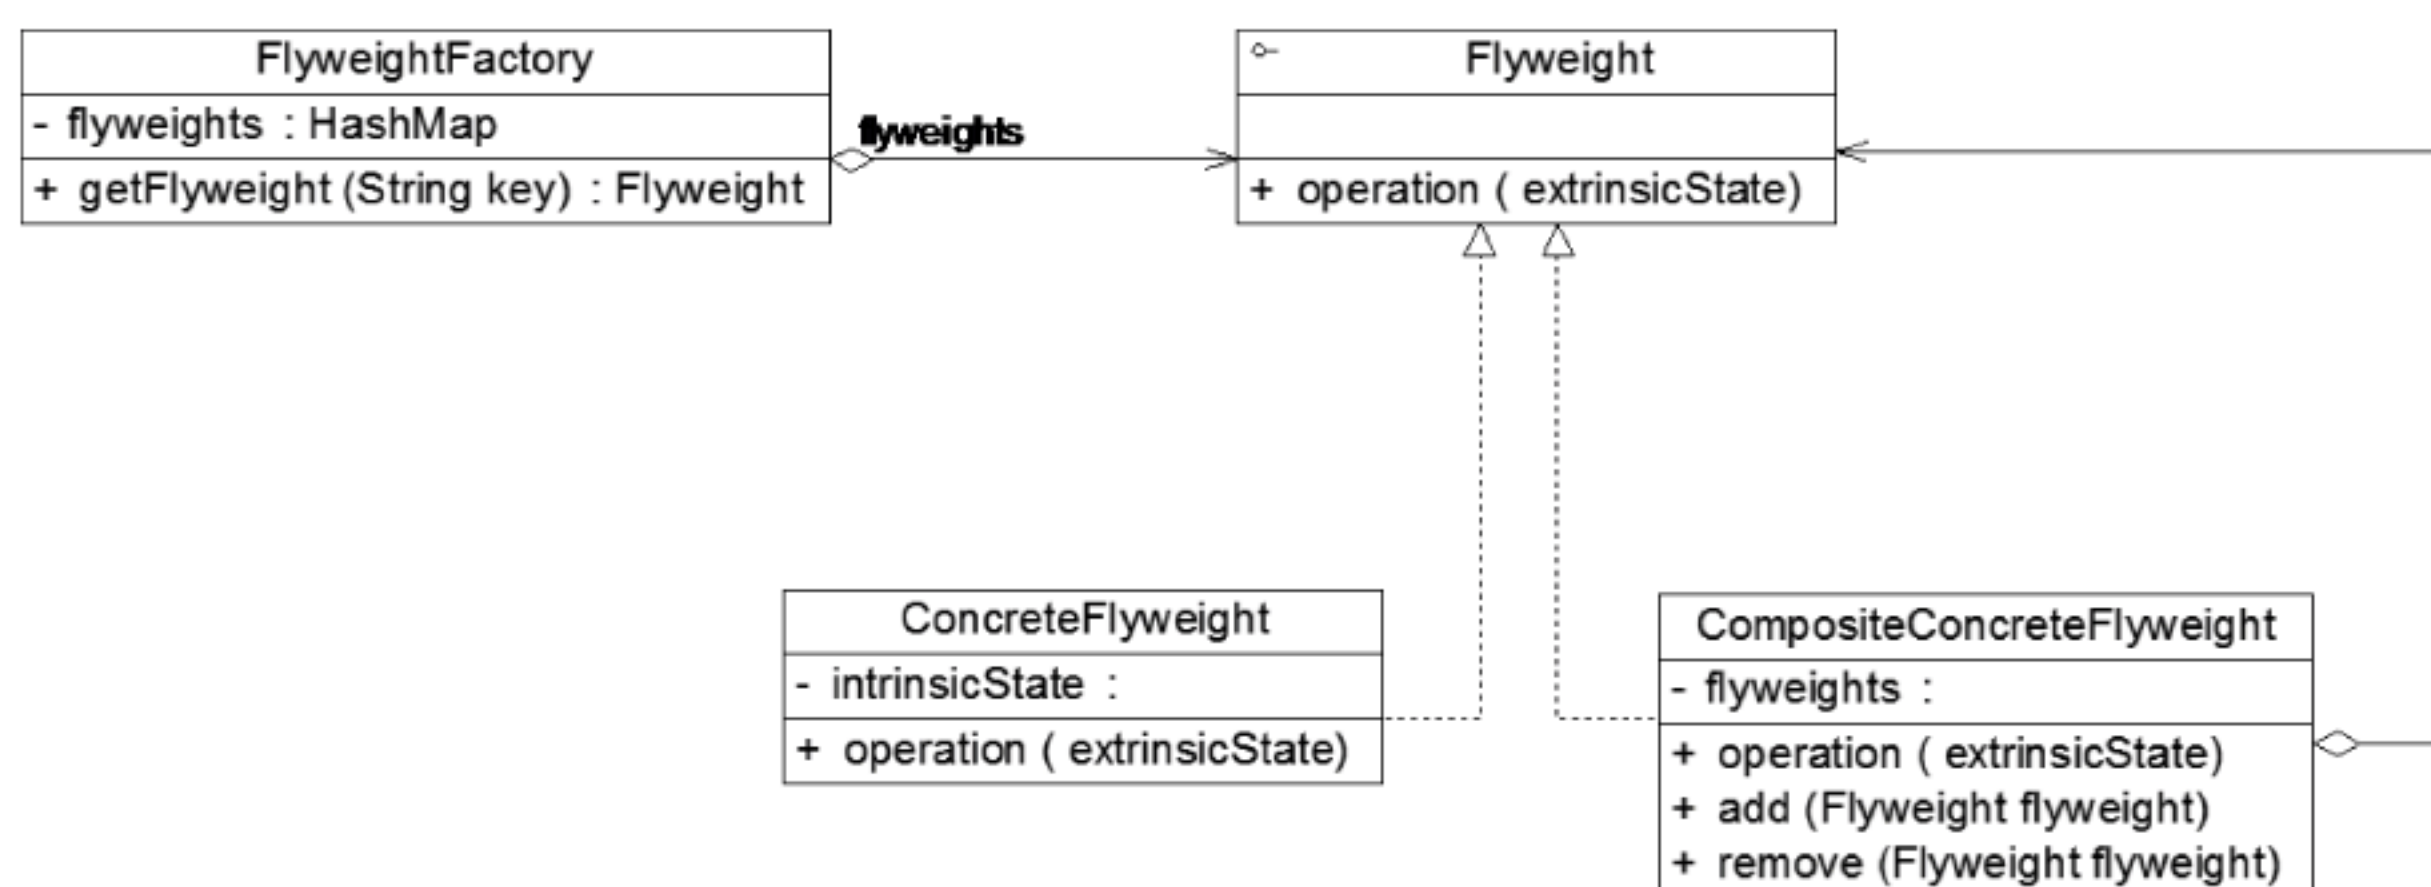 FlyweightFactory
- flyweights : HashMap
+ getFlyweight (String key) : Flyweight
flyweights
Flyweight
+ operation ( extrinsicState)
ConcreteFlyweight
- intrinsicState :
+ operation ( extrinsicState)
CompositeConcreteFlyweight
- flyweights :
+ operation ( extrinsicState)
+ add (Flyweight flyweight)
+ remove (Flyweight flyweight)